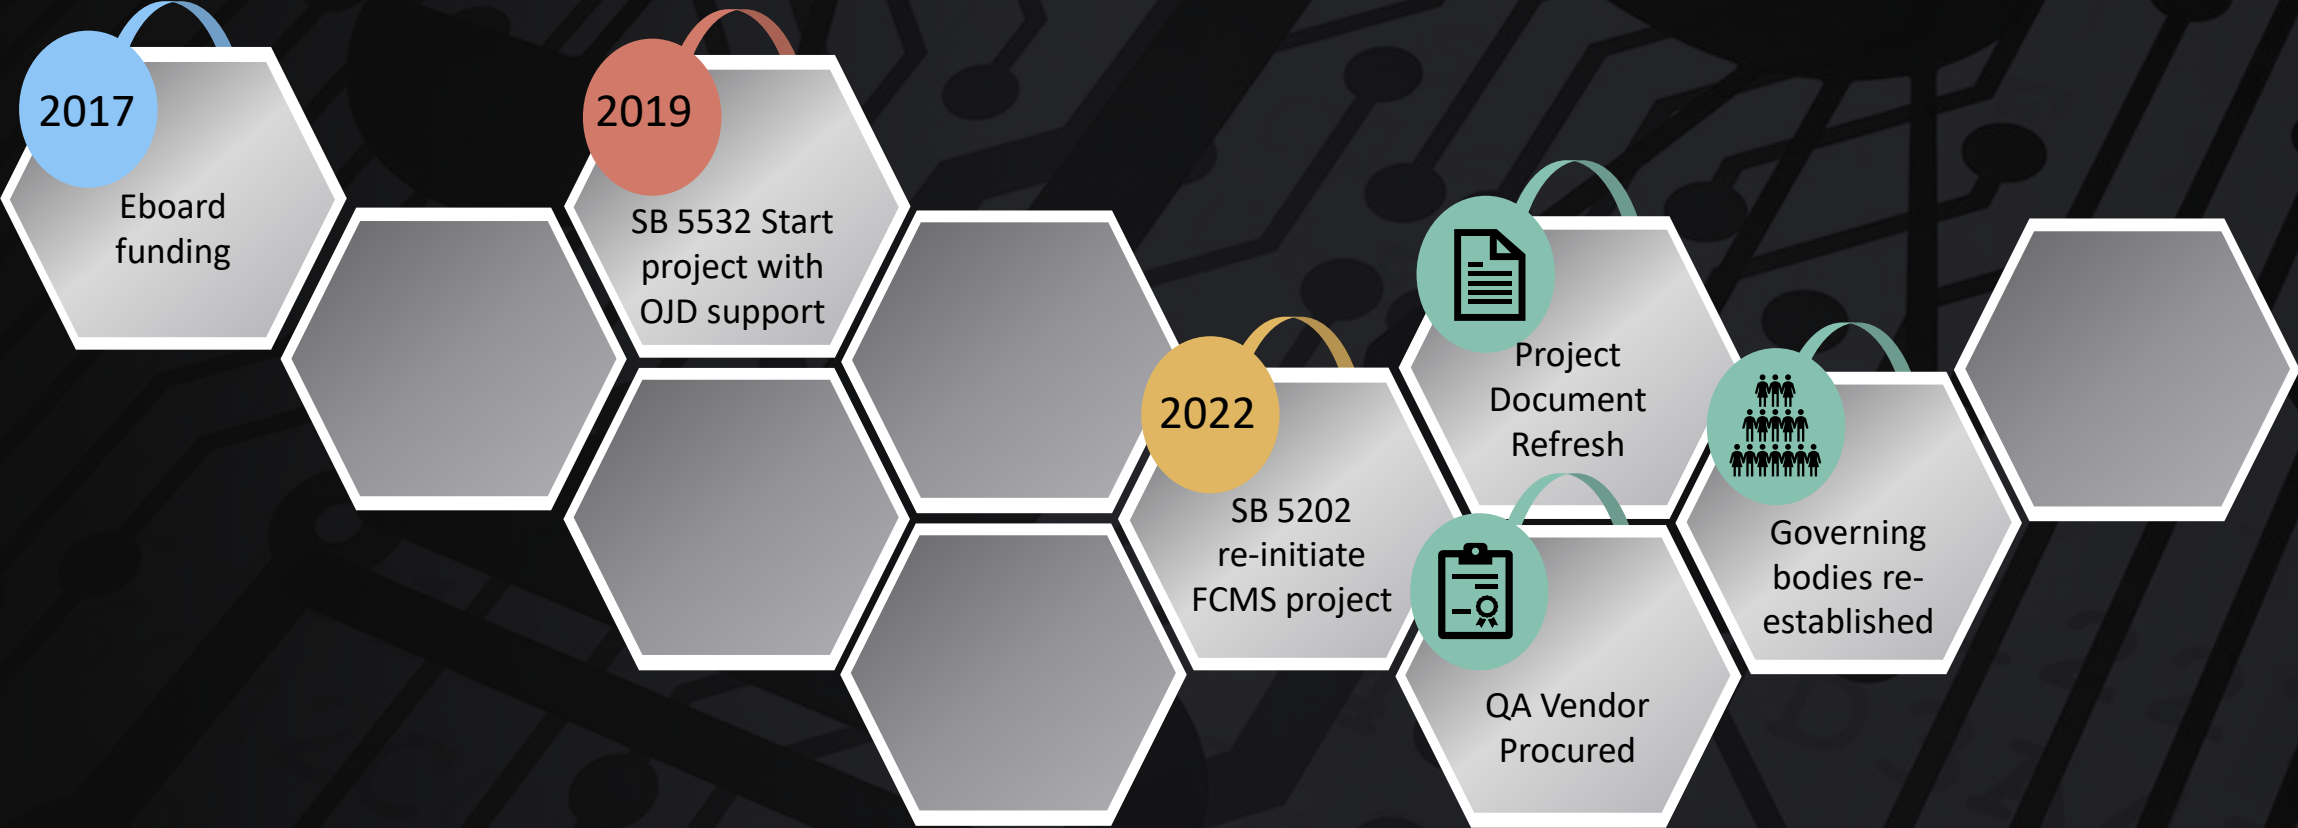 2017
Eboard
funding
2019
SB 5532 Start
project with
OJD support
2022
SB 5202
re-initiate
FCMS project
Project
Document
Refresh
QA Vendor
Procured
Governing
bodies re-
established